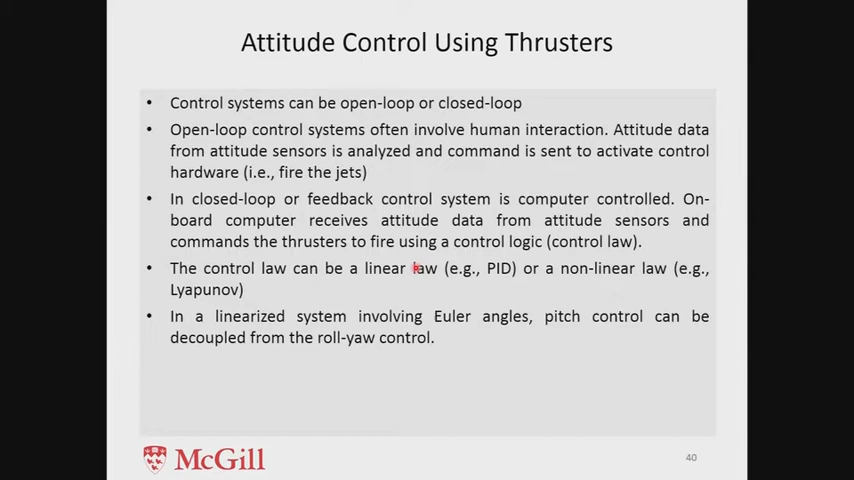 Attitude Control Using Thrusters
• Control systems can be open-loop or closed-loop
• Open-loop control systems often involve human interaction. Attitude data
from attitude sensors is analyzed and command is sent to activate control
hardware (i.e., fire the jets)
• In closed-loop or feedback control system is computer controlled. On-
board computer receives attitude data from attitude sensors and
commands the thrusters to fire using a control logic (control law).
• The control law can be a linear law (e.g., PID) or a non-linear law (e.g.,
Lyapunov)
• In a linearized system involving Euler angles, pitch control can be
decoupled from the roll-yaw control.
McGill
40